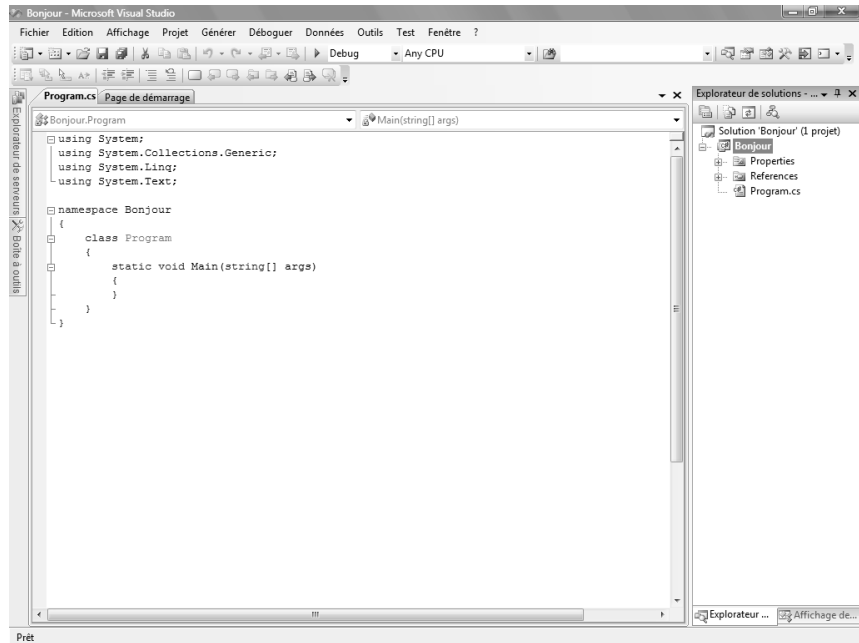 Bonjour - Microsoft Visual Studio
Fichier Edition Affichage Projet Générer Déboguer Données Outils Test Fenêtre ?
Debug Any CPU
Program.cs Page de démarrage
Bonjour.Program Main(string[] args)
using System;
using System.Collections.Generic;
using System.Linq;
using System.Text;
namespace Bonjour
{
class Program
{
static void Main(string[] args)
{
}
}
}
Explorateur de serveurs
Boîte à outils
Explorateur de solutions - ...
Solution 'Bonjour' (1 projet)
Bonjour
Properties
References
Program.cs
Explorateur ... Affichage de...
Prêt